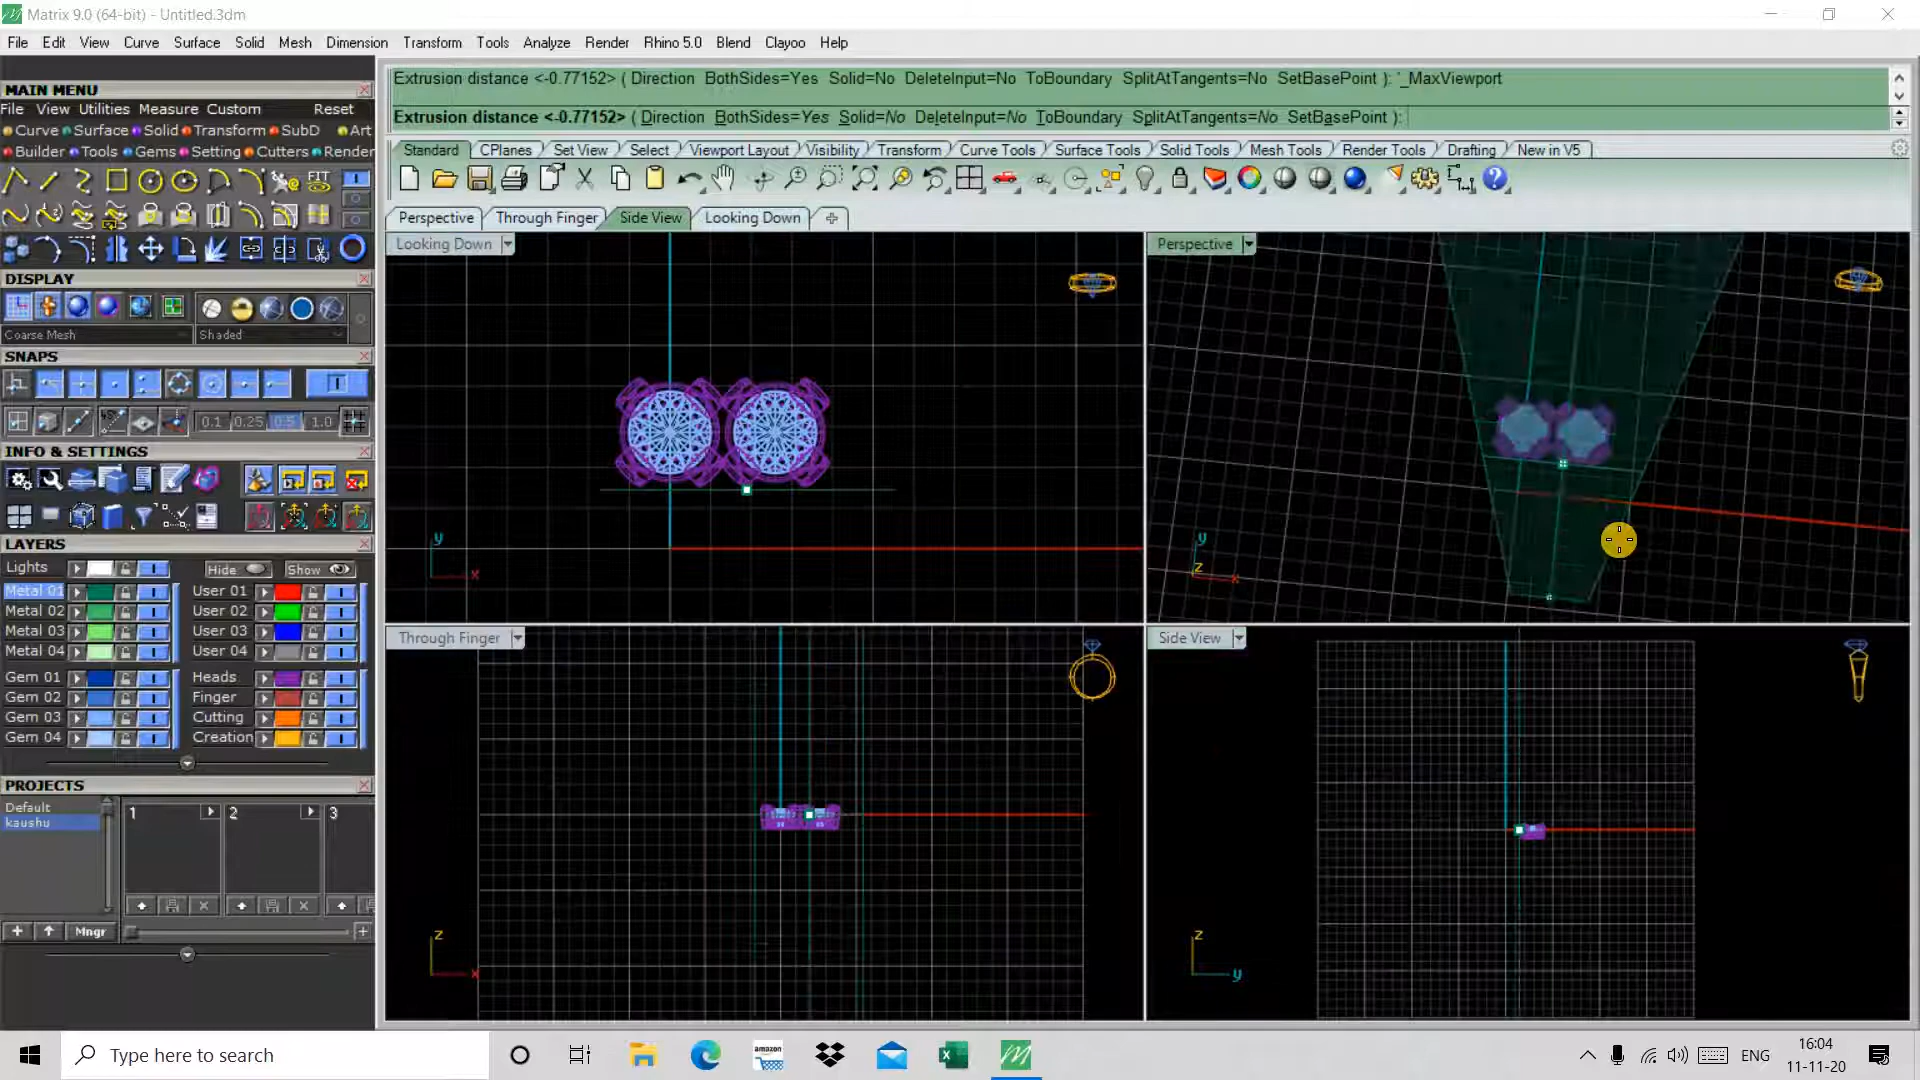 Matrix 9.0 (64-bit) - Untitled.3dm
File Edit View Curve Surface Solid Mesh Dimension Transform Tools Analyze Render Rhino 5.0 Blend Clayoo Help
MAIN MENU
File View Utilities Measure Custom Reset
Curve Surface Solid Transform SubD Art
Builder Tools Gems Setting Cutters Render
FIT
DISPLAY
Coarse Mesh Shaded
SNAPS
0.1 0.25 0.5 1.0
INFO & SETTINGS
LAYERS
Lights Hide Show
Metal 01 User 01
Metal 02 User 02
Metal 03 User 03
Metal 04 User 04
Gem 01 Heads
Gem 02 Finger
Gem 03 Cutting
Gem 04 Creation
PROJECTS
Default
kaushu
1 2 3
Mngr
Extrusion distance <-0.77152> ( Direction BothSides=Yes Solid=No DeleteInput=No ToBoundary SplitAtTangents=No SetBasePoint ): '_MaxViewport
Extrusion distance <-0.77152> ( Direction BothSides=Yes Solid=No DeleteInput=No ToBoundary SplitAtTangents=No SetBasePoint ):
Standard CPlanes Set View Select Viewport Layout Visibility Transform Curve Tools Surface Tools Solid Tools Mesh Tools Render Tools Drafting New in V5
Perspective Through Finger Side View Looking Down
Looking Down
y
x
Perspective
y
z
x
Through Finger
z
x
Side View
z
y
Type here to search
amazon
ENG
16:04
11-11-20